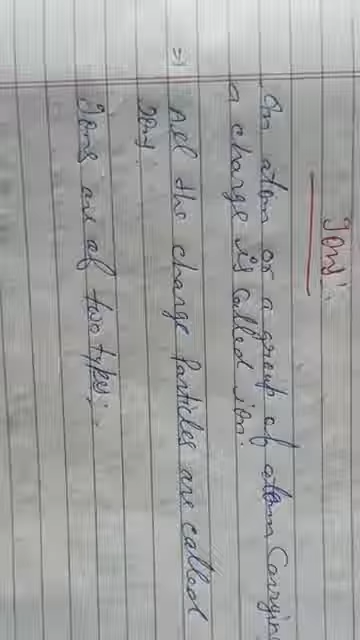 Ions:
An atom or a group of atom Carryin
a charge is called ion.
=> All the charge Particles are called
Ions.
Ions are of two types:-